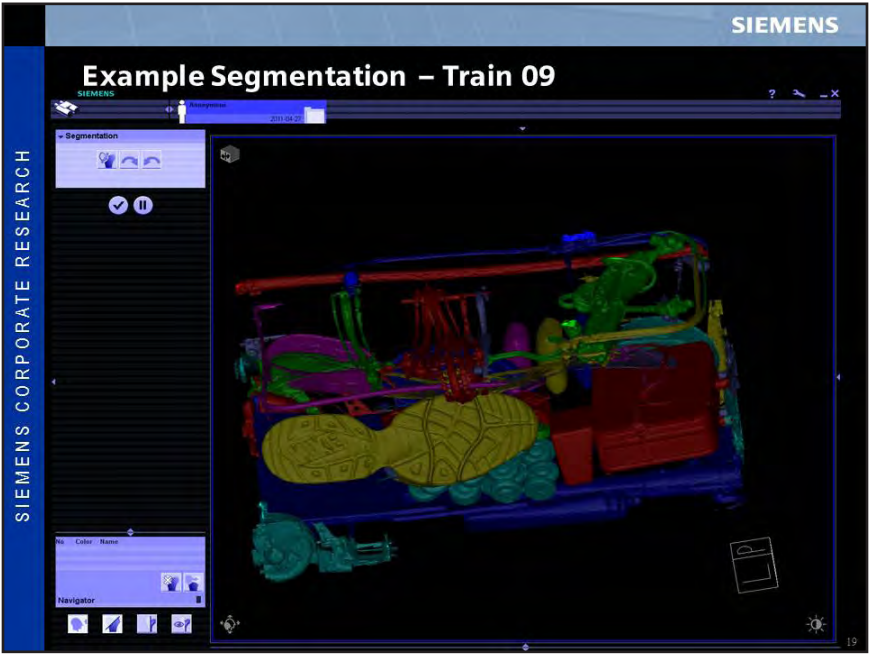 SIEMENS
Example Segmentation – Train 09
SIEMENS
? _ ×
Anonymous
2011-04-27
Segmentation
SIEMENS CORPORATE RESEARCH
No Color Name
Navigator
19